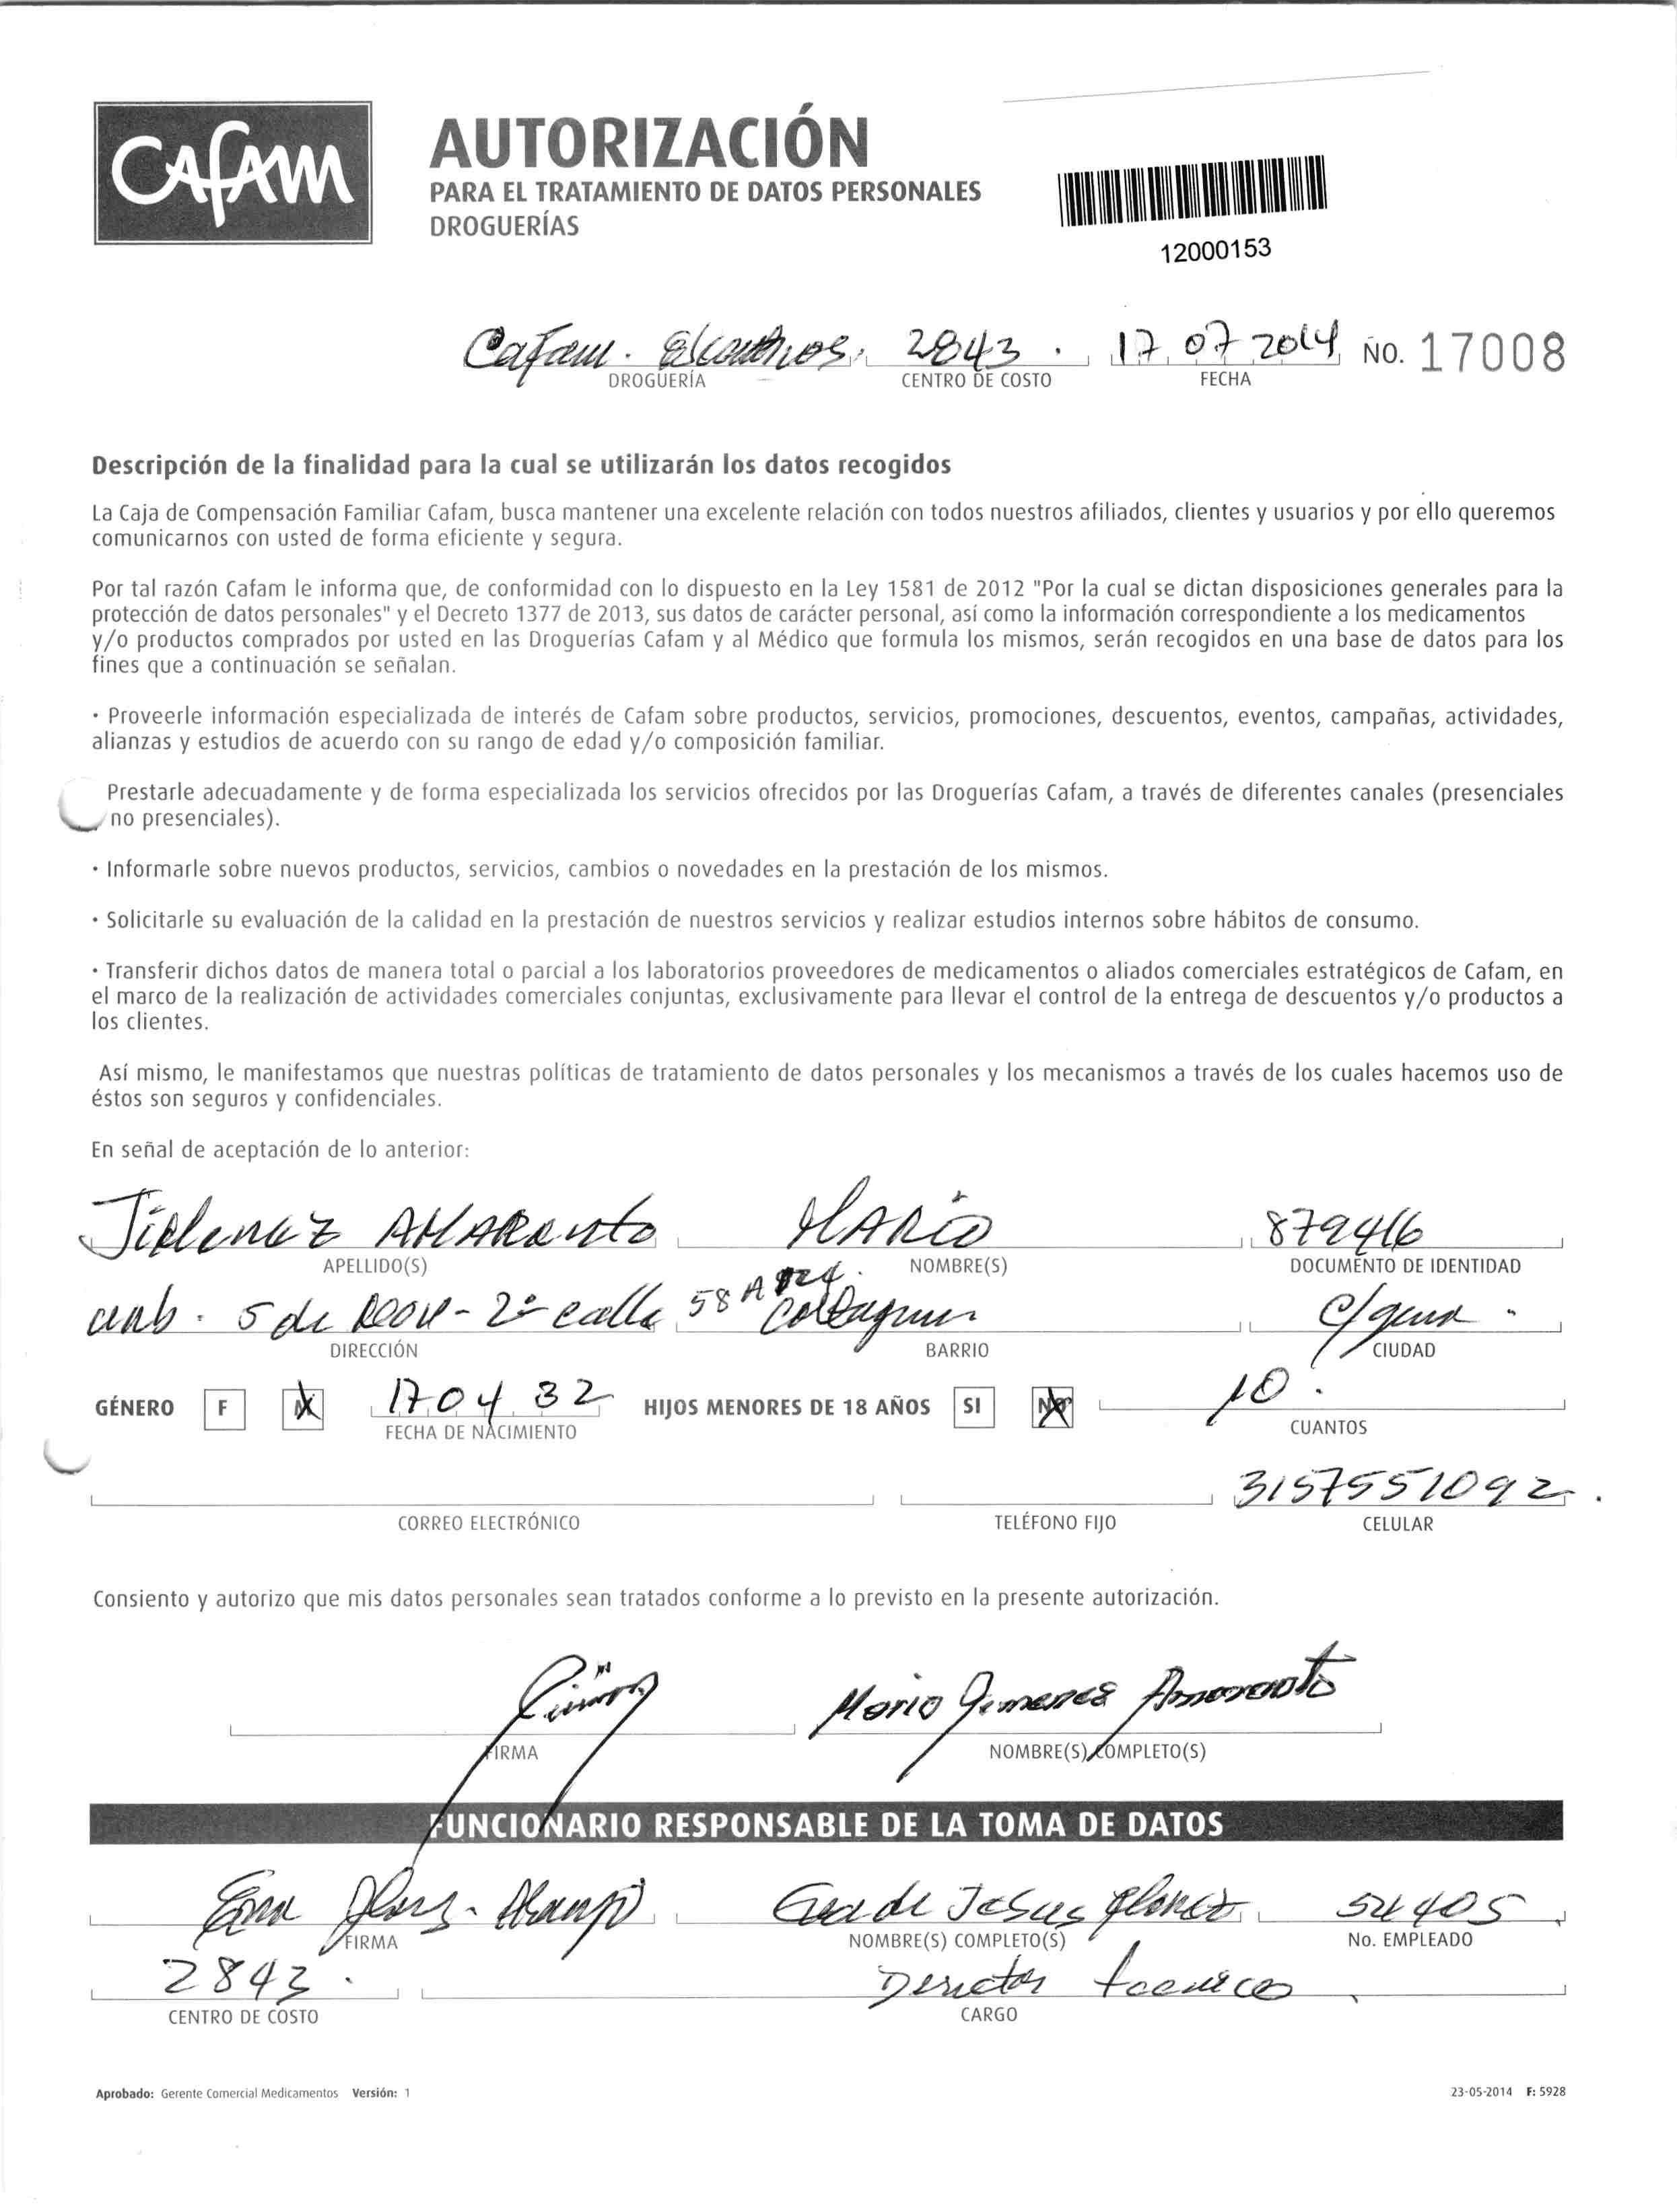 CAFAM
AUTORIZACIÓN
PARA EL TRATAMIENTO DE DATOS PERSONALES
DROGUERÍAS
12000153
Cafam. 2843. 17 07 2014 NO. 17008
DROGUERÍA CENTRO DE COSTO FECHA
Descripción de la finalidad para la cual se utilizarán los datos recogidos
La Caja de Compensación Familiar Cafam, busca mantener una excelente relación con todos nuestros afiliados, clientes y usuarios y por ello queremos
comunicarnos con usted de forma eficiente y segura.
Por tal razón Cafam le informa que, de conformidad con lo dispuesto en la Ley 1581 de 2012 "Por la cual se dictan disposiciones generales para la
protección de datos personales" y el Decreto 1377 de 2013, sus datos de carácter personal, así como la información correspondiente a los medicamentos
y/o productos comprados por usted en las Droguerías Cafam y al Médico que formula los mismos, serán recogidos en una base de datos para los
fines que a continuación se señalan.
· Proveerle información especializada de interés de Cafam sobre productos, servicios, promociones, descuentos, eventos, campañas, actividades,
alianzas y estudios de acuerdo con su rango de edad y/o composición familiar.
Prestarle adecuadamente y de forma especializada los servicios ofrecidos por las Droguerías Cafam, a través de diferentes canales (presenciales
no presenciales).
· Informarle sobre nuevos productos, servicios, cambios o novedades en la prestación de los mismos.
· Solicitarle su evaluación de la calidad en la prestación de nuestros servicios y realizar estudios internos sobre hábitos de consumo.
· Transferir dichos datos de manera total o parcial a los laboratorios proveedores de medicamentos o aliados comerciales estratégicos de Cafam, en
el marco de la realización de actividades comerciales conjuntas, exclusivamente para llevar el control de la entrega de descuentos y/o productos a
los clientes.
Así mismo, le manifestamos que nuestras políticas de tratamiento de datos personales y los mecanismos a través de los cuales hacemos uso de
éstos son seguros y confidenciales.
En señal de aceptación de lo anterior:
Jimenez AMARANto MARio 879446
APELLIDO(S) NOMBRE(S) DOCUMENTO DE IDENTIDAD
urb. 5 de - 2ª calle 58 A C/gena
DIRECCIÓN BARRIO CIUDAD
GÉNERO F M 17 04 32 HIJOS MENORES DE 18 AÑOS SI NO 10.
FECHA DE NACIMIENTO CUANTOS
3157551092.
CORREO ELECTRÓNICO TELÉFONO FIJO CELULAR
Consiento y autorizo que mis datos personales sean tratados conforme a lo previsto en la presente autorización.
Mario Jimenes Amaranto
FIRMA NOMBRE(S) COMPLETO(S)
FUNCIONARIO RESPONSABLE DE LA TOMA DE DATOS
de Jesus 54405
FIRMA NOMBRE(S) COMPLETO(S) No. EMPLEADO
2843. Director tecnico
CENTRO DE COSTO CARGO
Aprobado: Gerente Comercial Medicamentos Versión: 1 23-05-2014 F: 5928